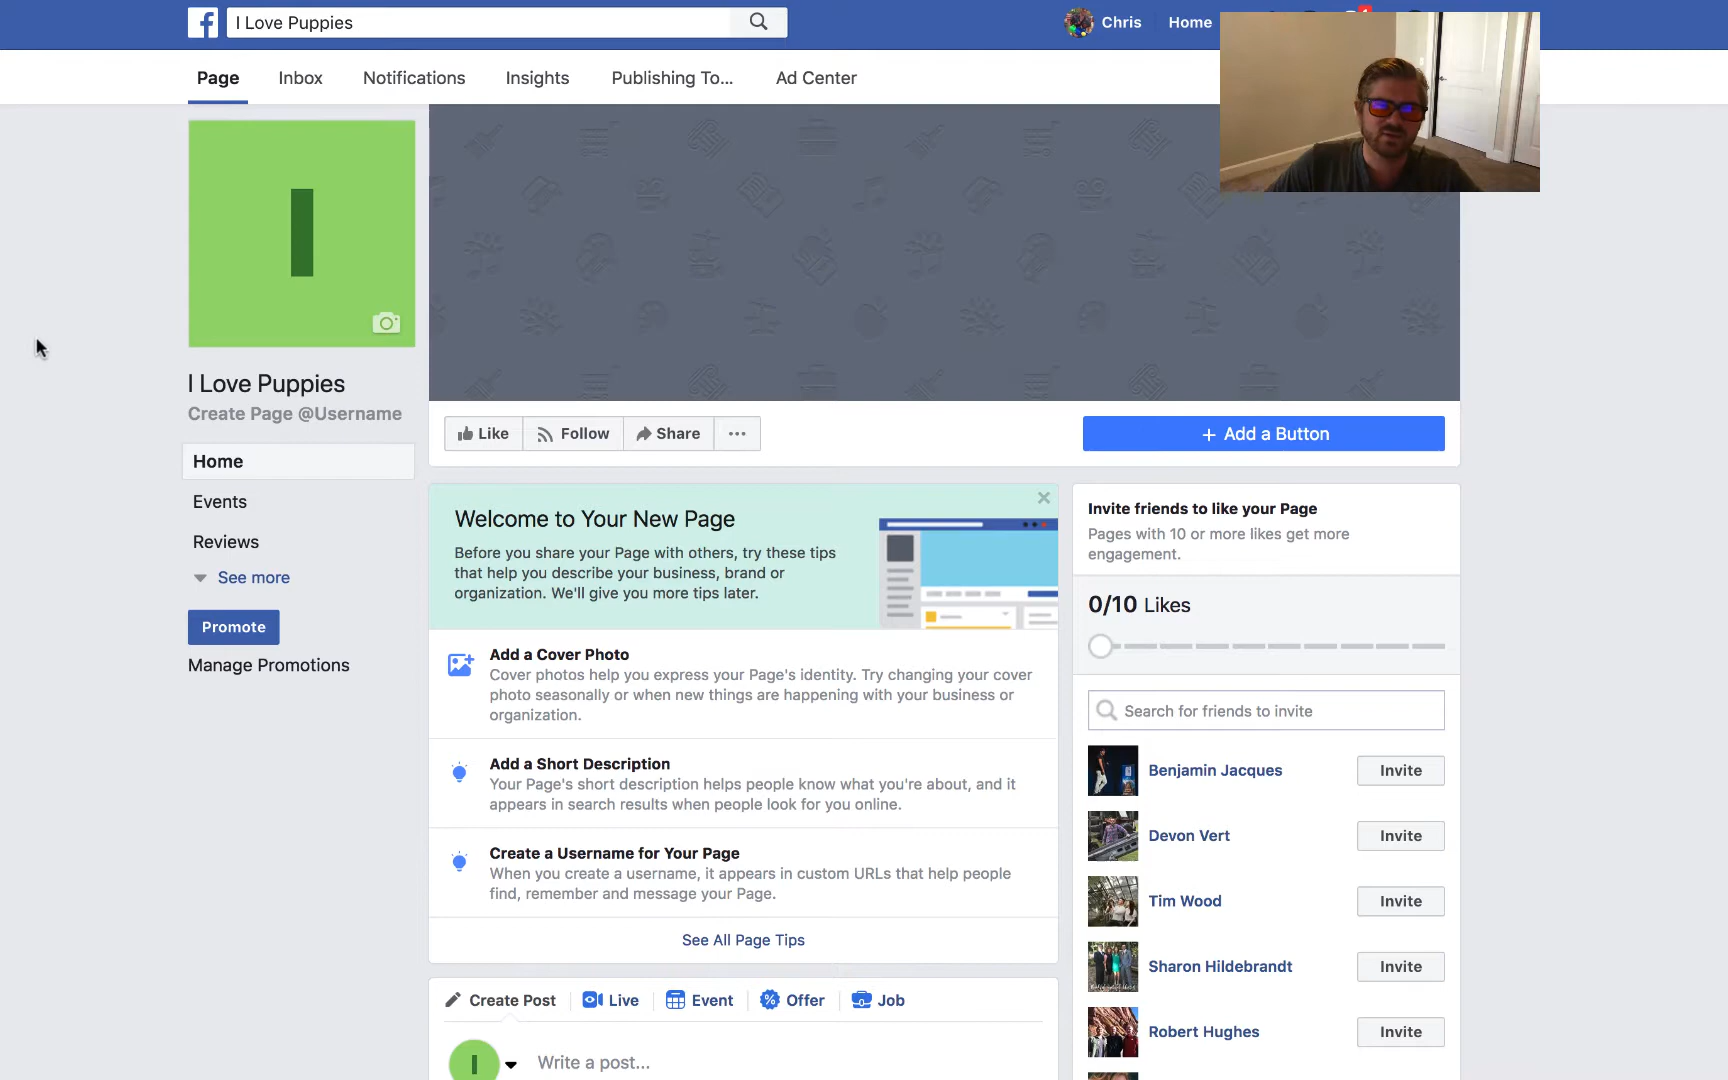 I Love Puppies
Chris
Home
Page
Inbox
Notifications
Insights
Publishing To...
Ad Center
I
I Love Puppies
Create Page @Username
Home
Events
Reviews
See more
Promote
Manage Promotions
Like
Follow
Share
+ Add a Button
Welcome to Your New Page
Before you share your Page with others, try these tips
that help you describe your business, brand or
organization. We'll give you more tips later.
Add a Cover Photo
Cover photos help you express your Page's identity. Try changing your cover
photo seasonally or when new things are happening with your business or
organization.
Add a Short Description
Your Page's short description helps people know what you're about, and it
appears in search results when people look for you online.
Create a Username for Your Page
When you create a username, it appears in custom URLs that help people
find, remember and message your Page.
See All Page Tips
Create Post
Live
Event
Offer
Job
I
Write a post...
Invite friends to like your Page
Pages with 10 or more likes get more
engagement.
0/10 Likes
Search for friends to invite
Benjamin Jacques
Invite
Devon Vert
Invite
Tim Wood
Invite
Sharon Hildebrandt
Invite
Robert Hughes
Invite